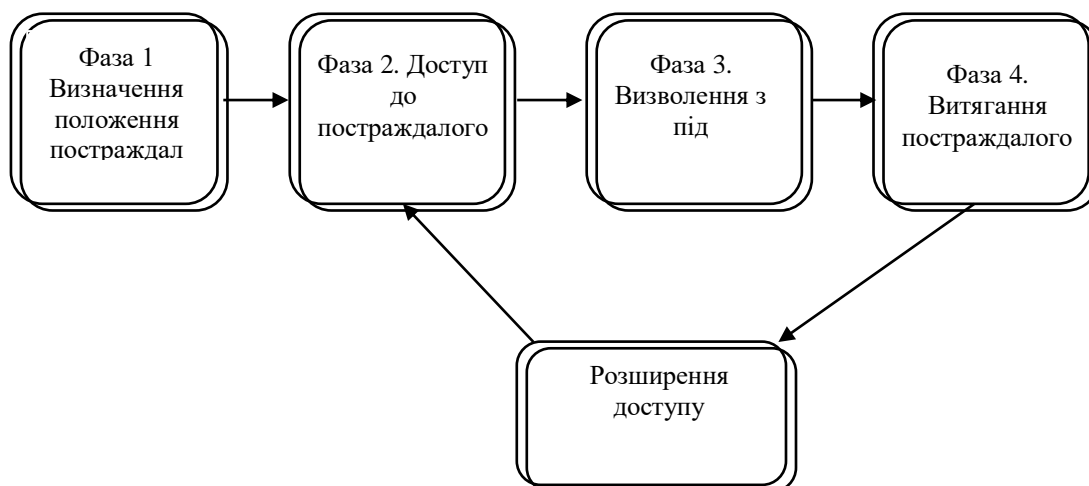 Фаза 1
Визначення
положення
постраждал
Фаза 2. Доступ
до
постраждалого
Фаза 3.
Визволення з
під
Фаза 4.
Витягання
постраждалого
Розширення
доступу